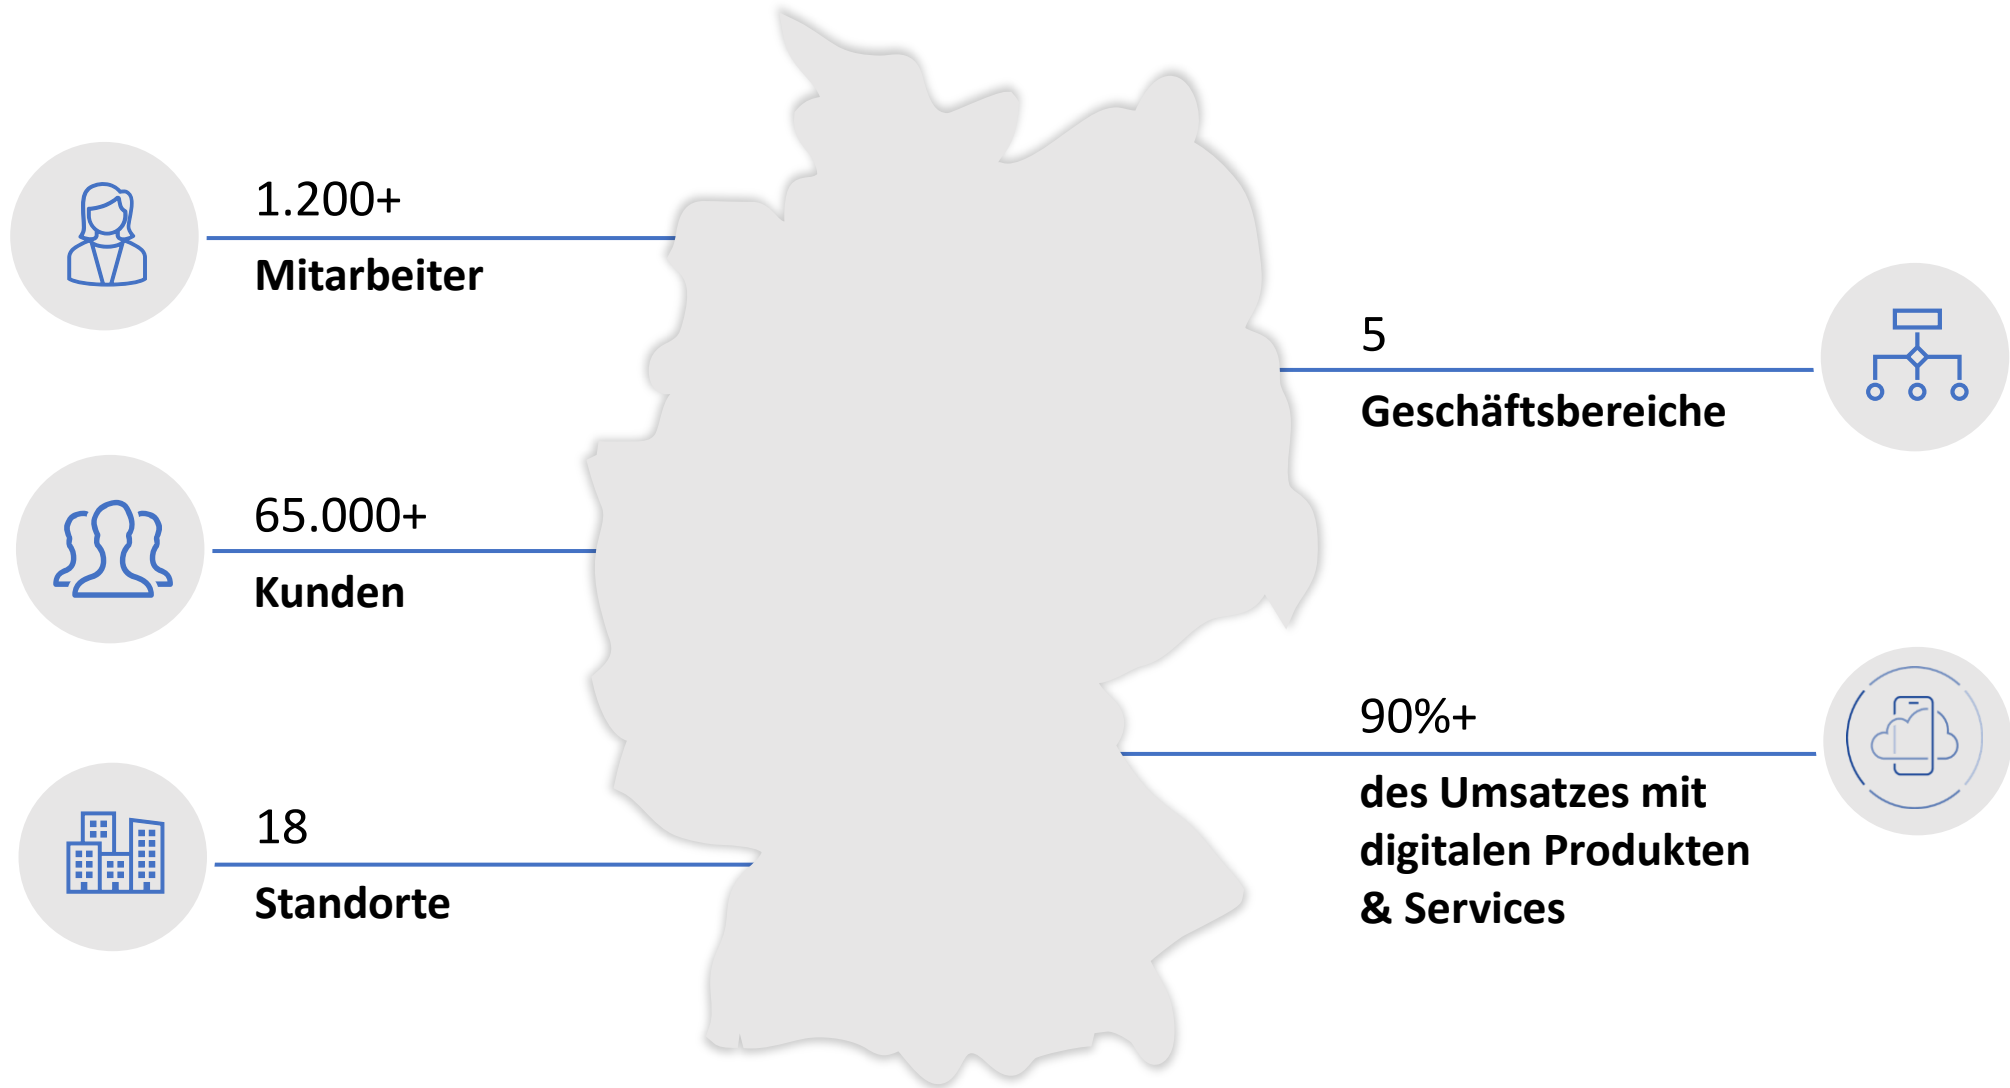 1.200+
Mitarbeiter
65.000+
Kunden
18
Standorte
5
Geschäftsbereiche
90%+
des Umsatzes mit
digitalen Produkten
& Services